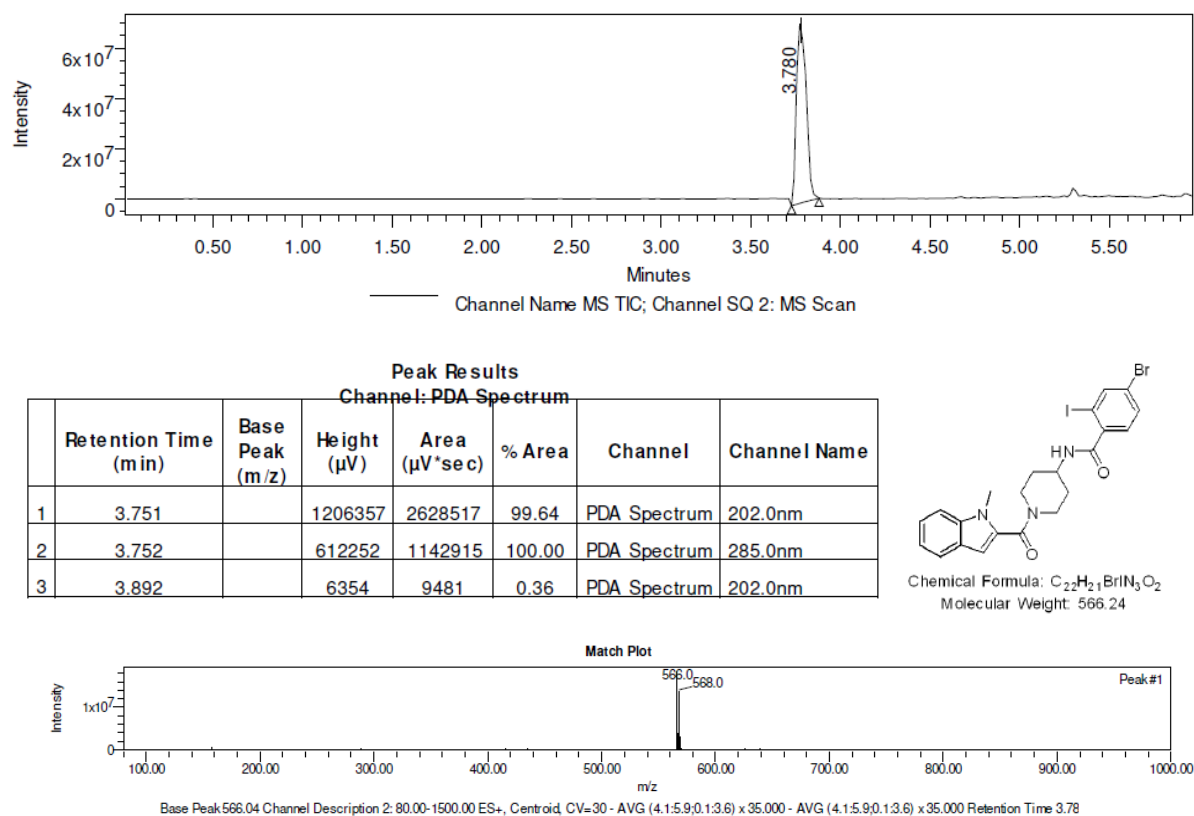 Intensity
6x10⁷
4x10⁷
2x10⁷
0
3.780
0.50 1.00 1.50 2.00 2.50 3.00 3.50 4.00 4.50 5.00 5.50
Minutes
Channel Name MS TIC; Channel SQ 2: MS Scan
Peak Results
Channel: PDA Spectrum
Retention Time (min) Base Peak (m/z) Height (µV) Area (µV*sec) % Area Channel Channel Name
1 3.751 1206357 2628517 99.64 PDA Spectrum 202.0nm
2 3.752 612252 1142915 100.00 PDA Spectrum 285.0nm
3 3.892 6354 9481 0.36 PDA Spectrum 202.0nm
Br
I
HN
O
N
N
O
Chemical Formula: C₂₂H₂₁BrIN₃O₂
Molecular Weight: 566.24
Match Plot
Intensity
1x10⁷
0
566.0
568.0
Peak#1
100.00 200.00 300.00 400.00 500.00 600.00 700.00 800.00 900.00 1000.00
m/z
Base Peak 566.04 Channel Description 2: 80.00-1500.00 ES+, Centroid, CV=30 - AVG (4.1:5.9;0.1:3.6) x 35.000 - AVG (4.1:5.9;0.1:3.6) x 35.000 Retention Time 3.78